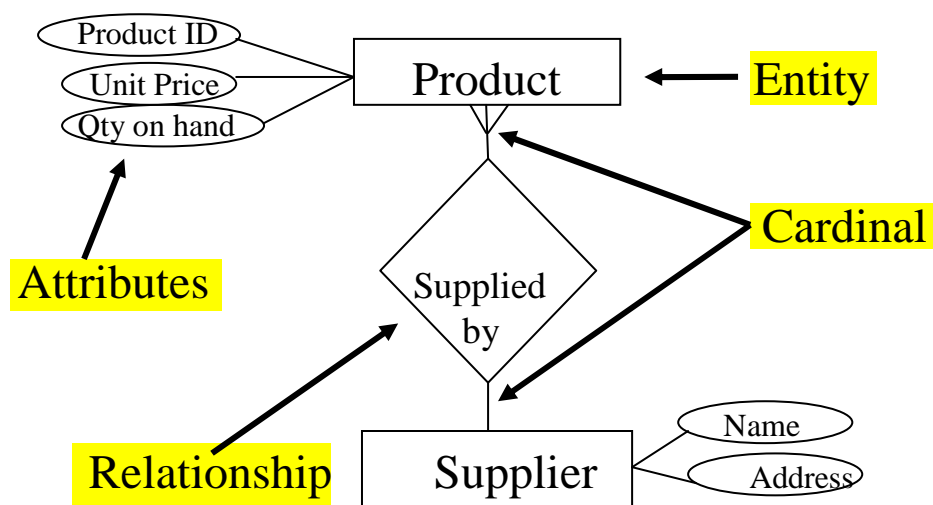 Product ID
Unit Price
Qty on hand
Product
Entity
Cardinal
Attributes
Supplied
by
Relationship
Supplier
Name
Address